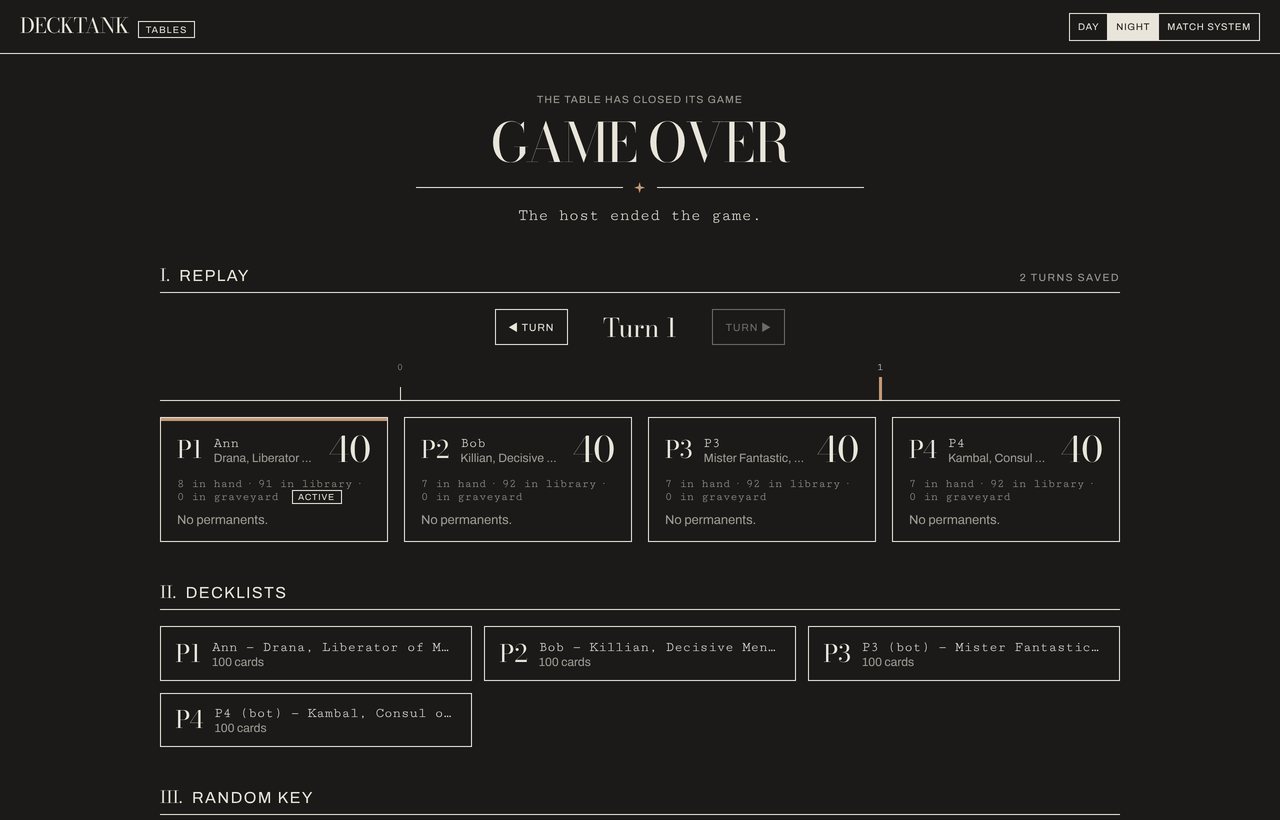 DECKTANK TABLES
DAY NIGHT MATCH SYSTEM
THE TABLE HAS CLOSED ITS GAME
GAME OVER
The host ended the game.
I. REPLAY
2 TURNS SAVED
◀ TURN
Turn 1
TURN ▶
0
1
P1
Ann
Drana, Liberator ...
40
8 in hand · 91 in library ·
0 in graveyard ACTIVE
No permanents.
P2
Bob
Killian, Decisive ...
40
7 in hand · 92 in library ·
0 in graveyard
No permanents.
P3
P3
Mister Fantastic, ...
40
7 in hand · 92 in library ·
0 in graveyard
No permanents.
P4
P4
Kambal, Consul ...
40
7 in hand · 92 in library ·
0 in graveyard
No permanents.
II. DECKLISTS
P1
Ann — Drana, Liberator of M…
100 cards
P2
Bob — Killian, Decisive Men…
100 cards
P3
P3 (bot) — Mister Fantastic…
100 cards
P4
P4 (bot) — Kambal, Consul o…
100 cards
III. RANDOM KEY